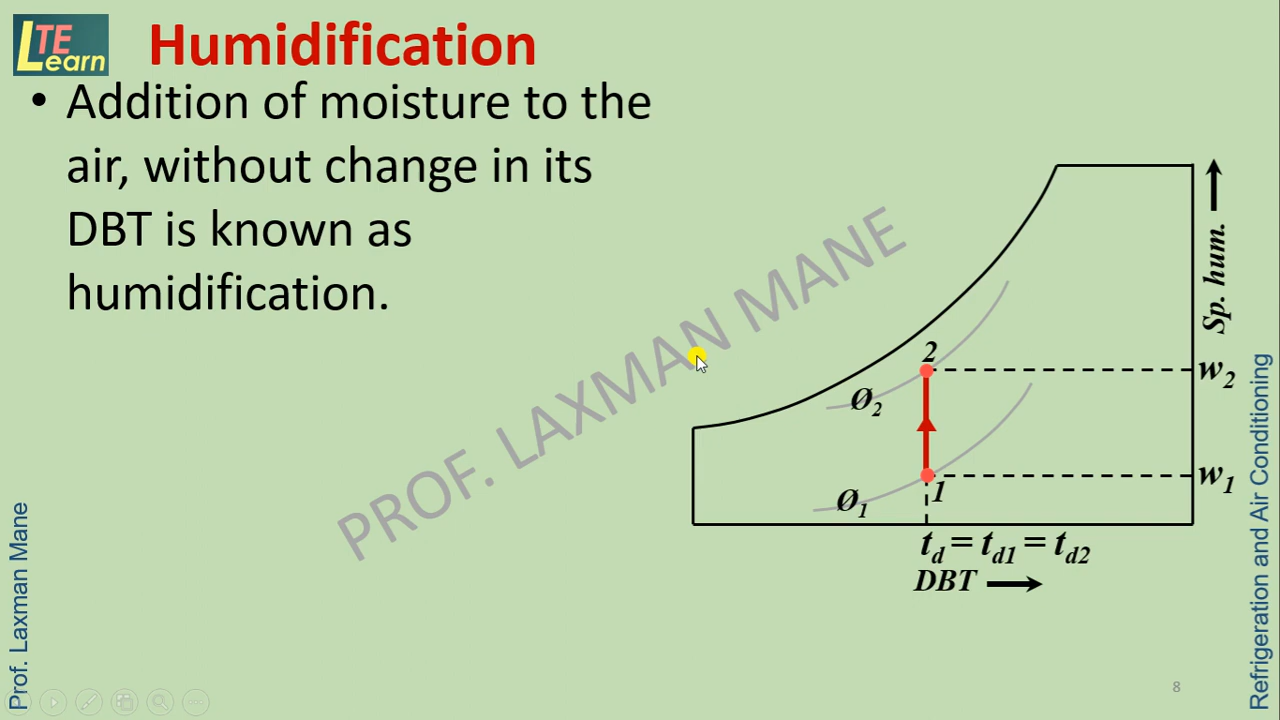 LTE Learn
Humidification
• Addition of moisture to the
air, without change in its
DBT is known as
humidification.
PROF. LAXMAN MANE
Sp. hum.
2
w2
Ø2
w1
1
Ø1
td = td1 = td2
DBT
Prof. Laxman Mane
Refrigeration and Air Conditioning
8